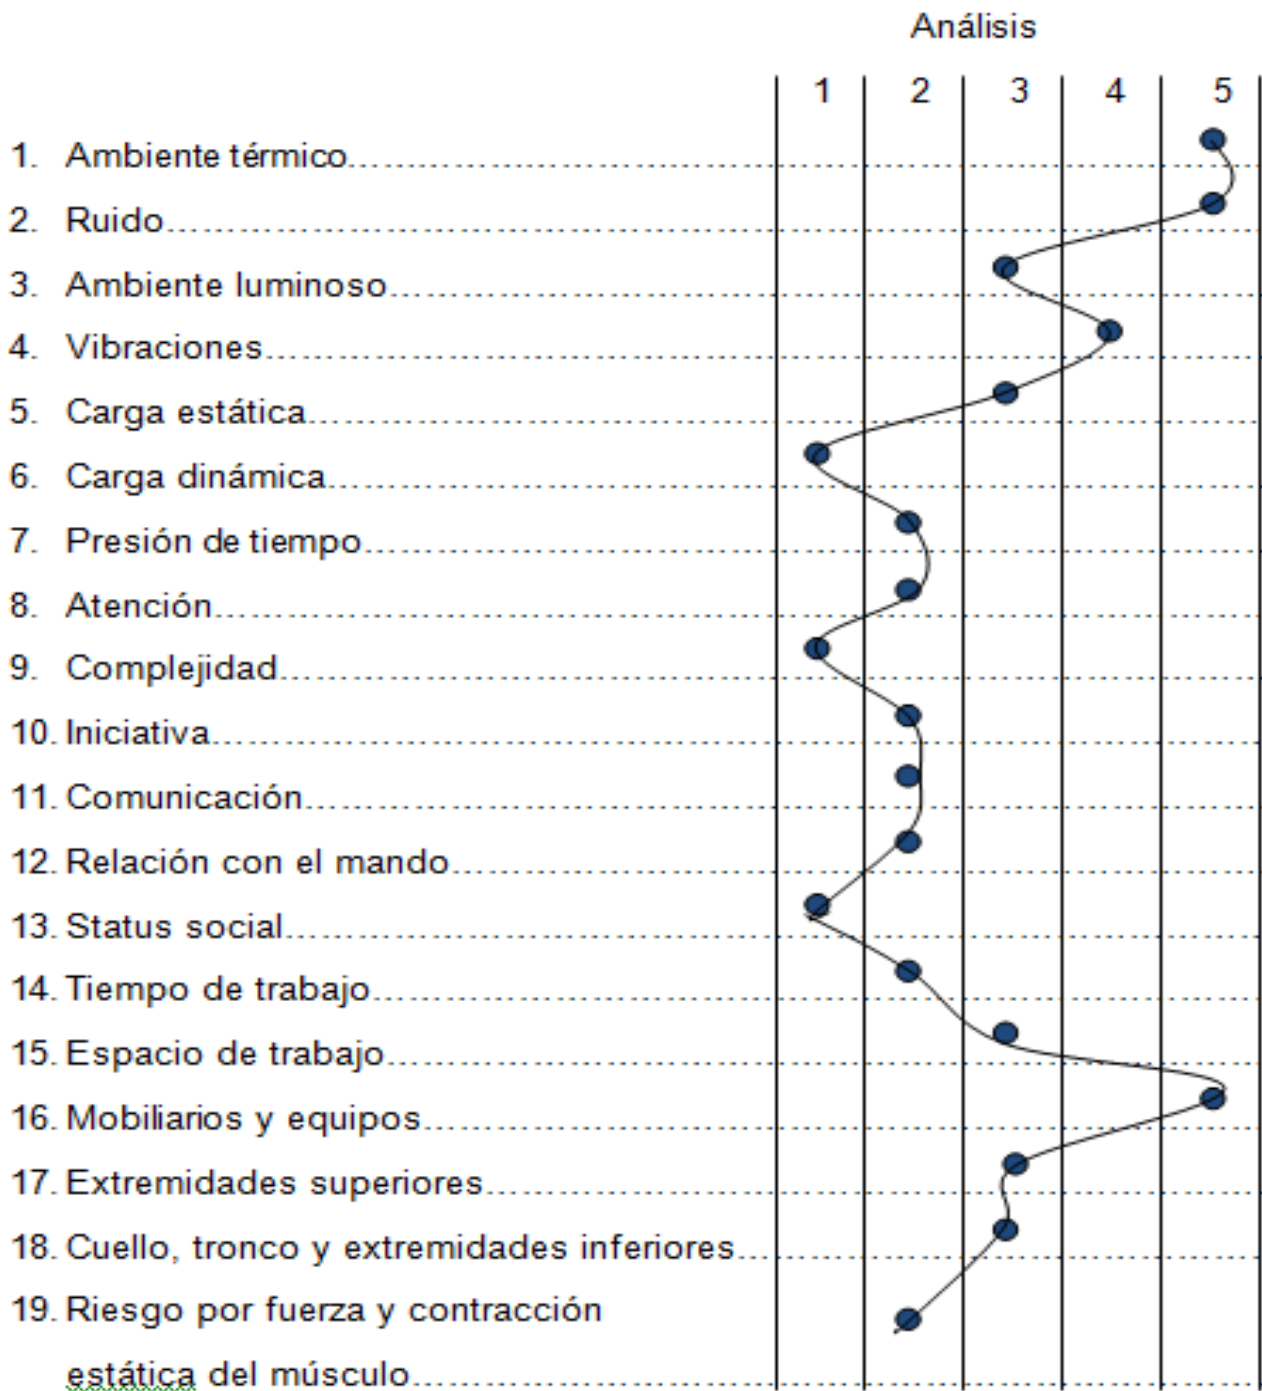 Análisis
1 2 3 4 5
1. Ambiente térmico
2. Ruido
3. Ambiente luminoso
4. Vibraciones
5. Carga estática
6. Carga dinámica
7. Presión de tiempo
8. Atención
9. Complejidad
10. Iniciativa
11. Comunicación
12. Relación con el mando
13. Status social
14. Tiempo de trabajo
15. Espacio de trabajo
16. Mobiliarios y equipos
17. Extremidades superiores
18. Cuello, tronco y extremidades inferiores
19. Riesgo por fuerza y contracción
estática del músculo